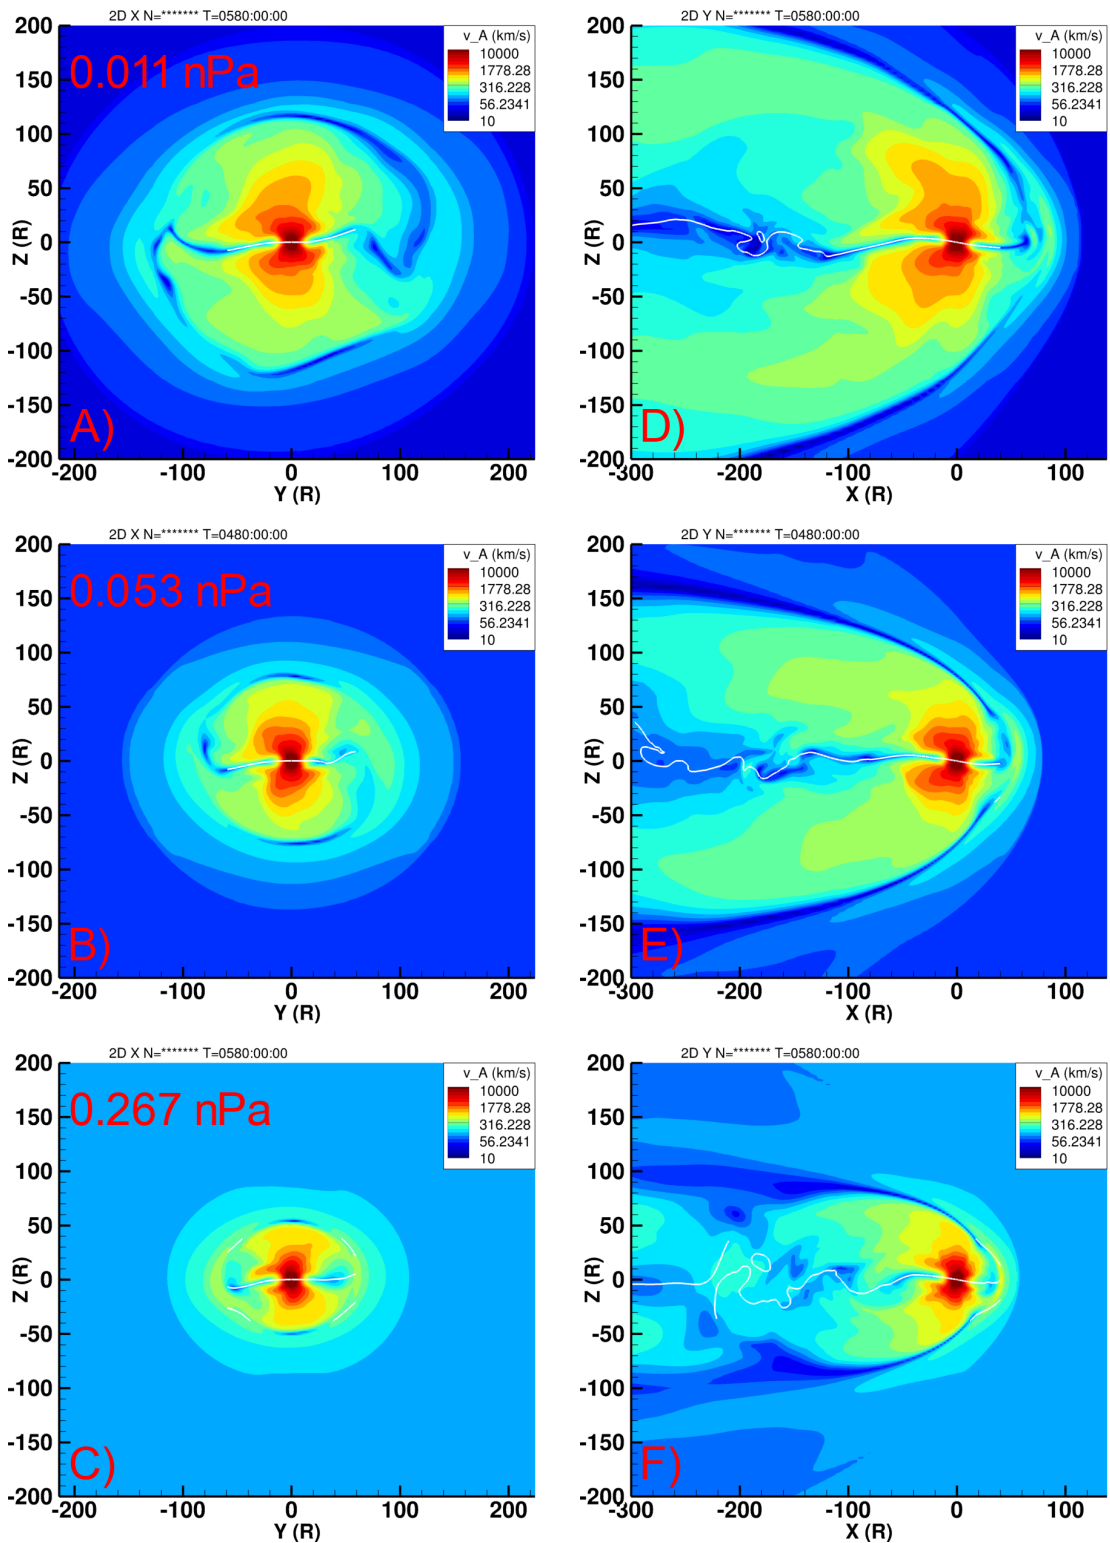 2D X N=******* T=0580:00:00
v_A (km/s)
10000
1778.28
316.228
56.2341
10
0.011 nPa
A)
200
150
100
50
0
-50
-100
-150
-200
Z (R)
-200 -100 0 100 200
Y (R)
2D Y N=******* T=0580:00:00
v_A (km/s)
10000
1778.28
316.228
56.2341
10
D)
200
150
100
50
0
-50
-100
-150
-200
Z (R)
-300 -200 -100 0 100
X (R)
2D X N=******* T=0480:00:00
v_A (km/s)
10000
1778.28
316.228
56.2341
10
0.053 nPa
B)
200
150
100
50
0
-50
-100
-150
-200
Z (R)
-200 -100 0 100 200
Y (R)
2D Y N=******* T=0480:00:00
v_A (km/s)
10000
1778.28
316.228
56.2341
10
E)
200
150
100
50
0
-50
-100
-150
-200
Z (R)
-300 -200 -100 0 100
X (R)
2D X N=******* T=0580:00:00
v_A (km/s)
10000
1778.28
316.228
56.2341
10
0.267 nPa
C)
200
150
100
50
0
-50
-100
-150
-200
Z (R)
-200 -100 0 100 200
Y (R)
2D Y N=******* T=0580:00:00
v_A (km/s)
10000
1778.28
316.228
56.2341
10
F)
200
150
100
50
0
-50
-100
-150
-200
Z (R)
-300 -200 -100 0 100
X (R)